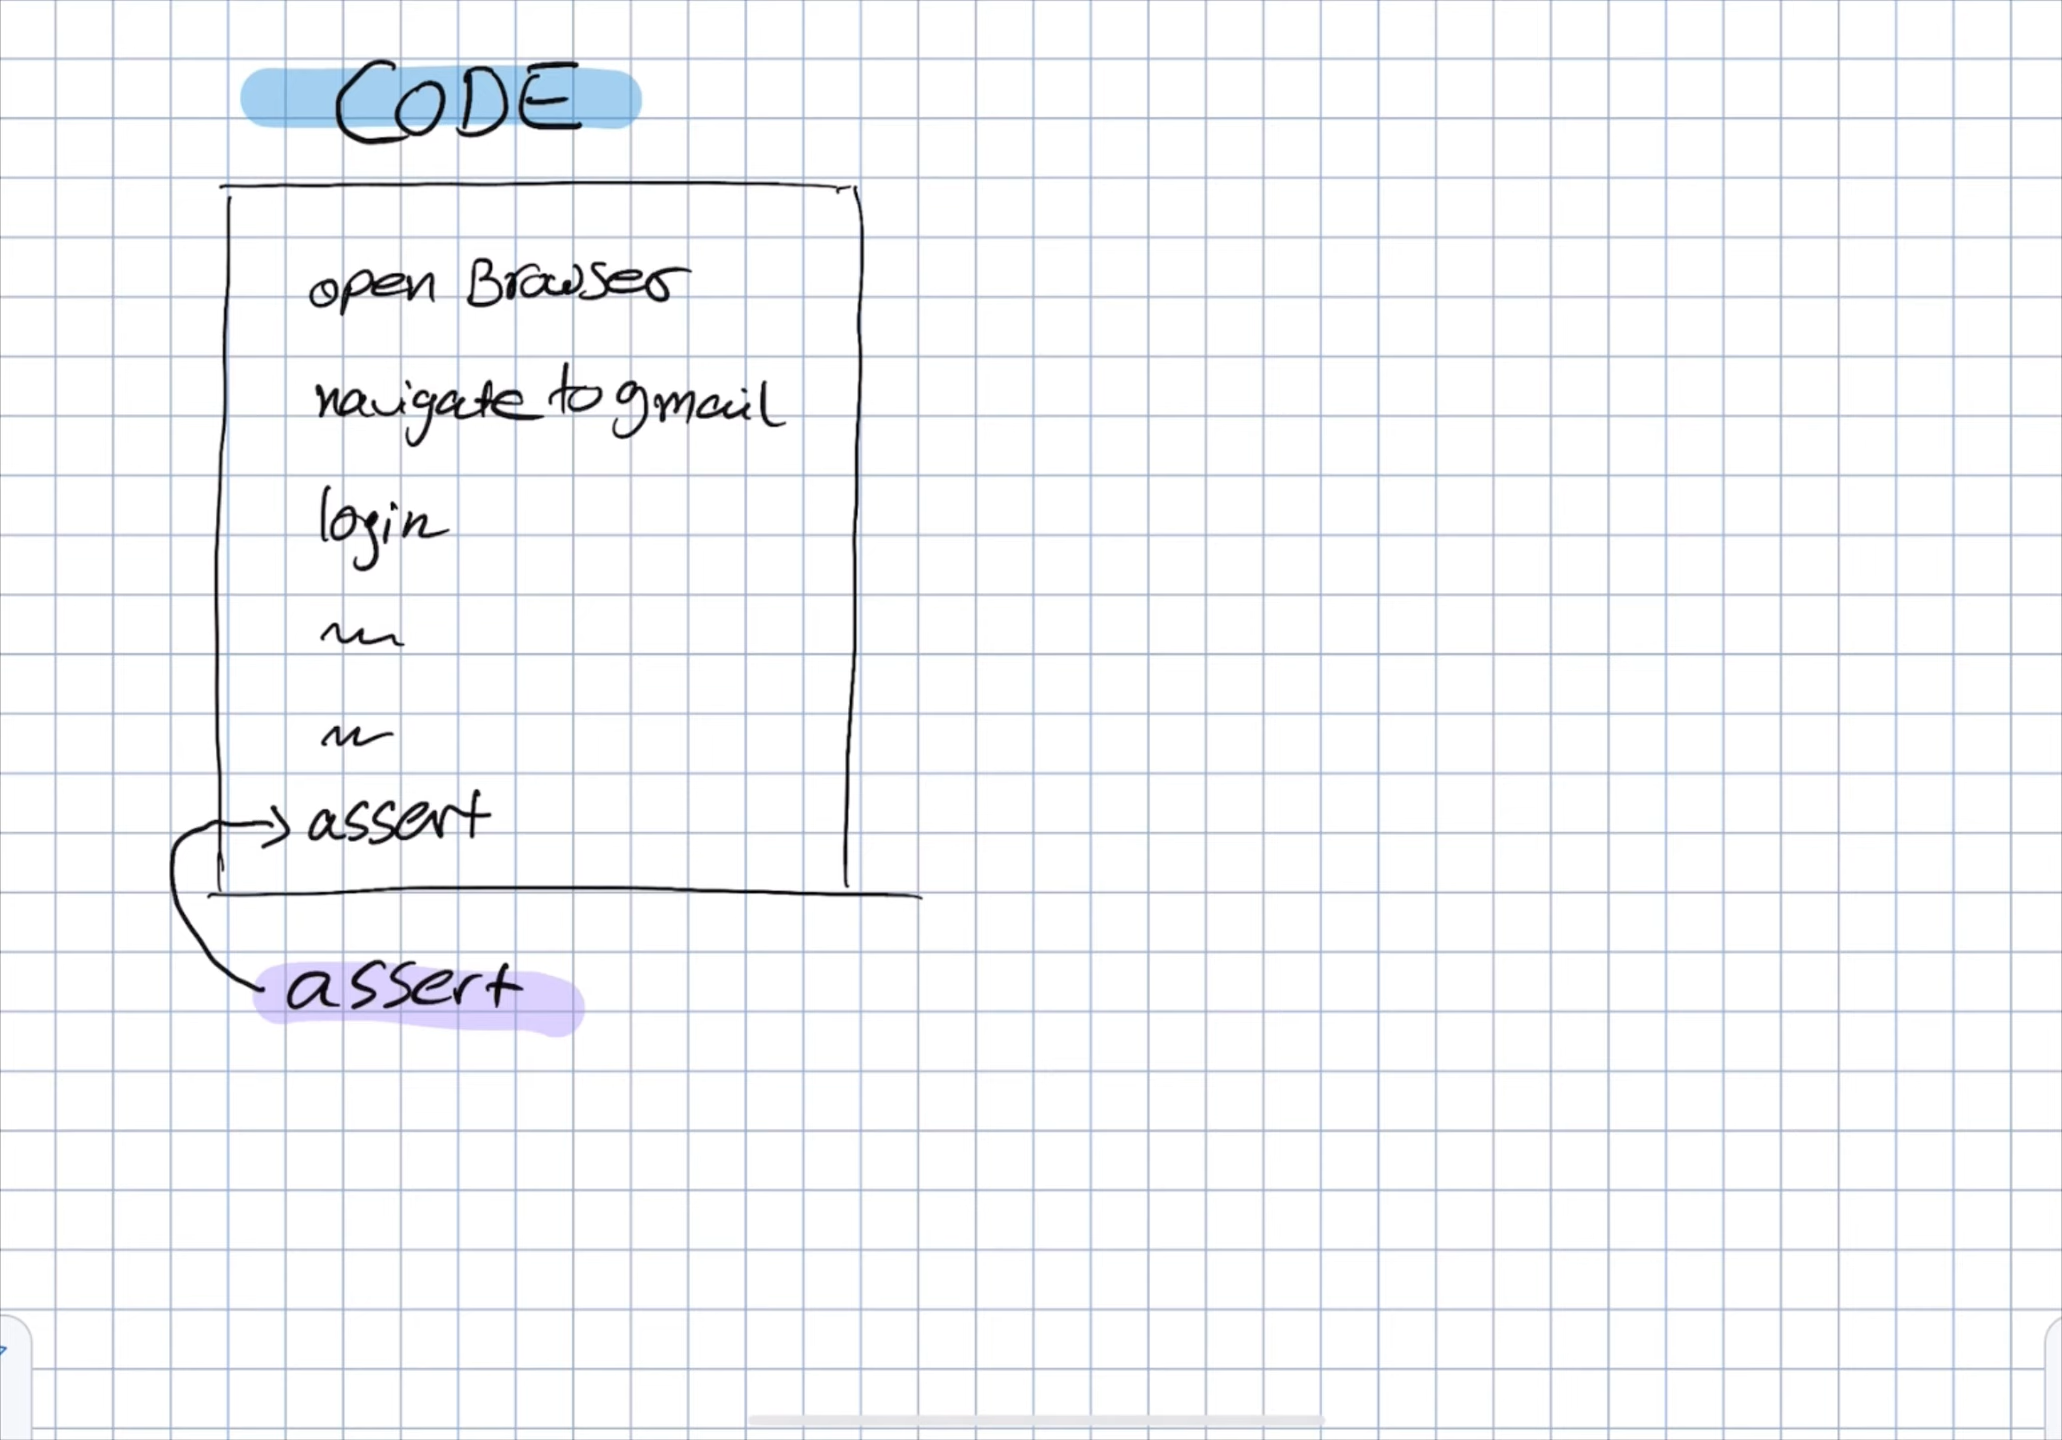 CODE
open Browser
navigate to gmail
login
assert
assert